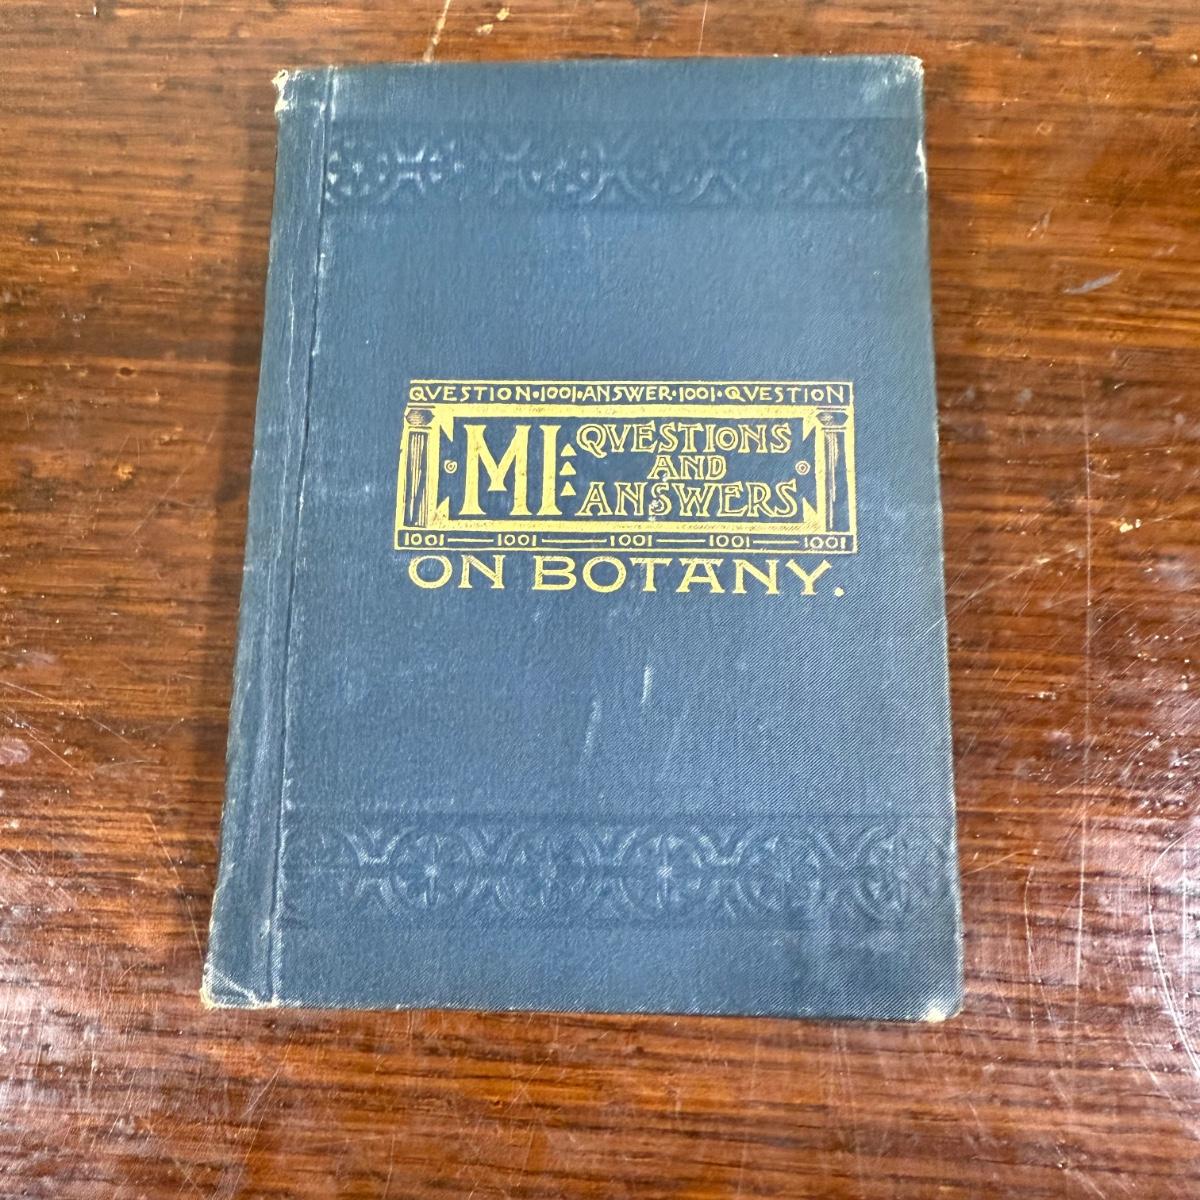 QVESTION•1001•ANSWER•1001•QVESTION
MI QVESTIONS
AND
ANSWERS
1001—1001—1001—1001—1001
ON BOTANY.